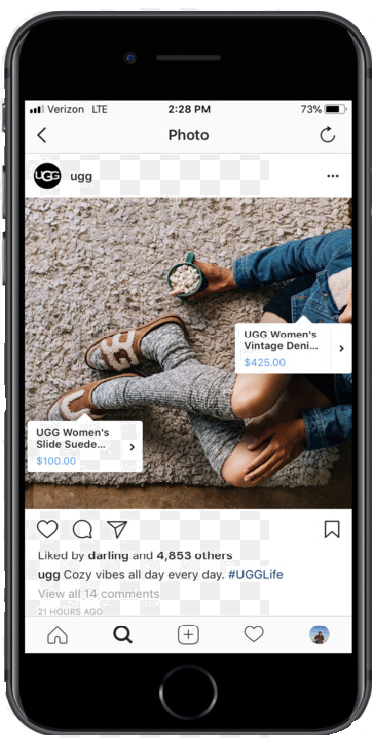 Verizon LTE 2:28 PM 73%
Photo
UGG ugg
UGG Women's
Vintage Deni...
$425.00
UGG Women's
Slide Suede...
$100.00
Liked by darling and 4,853 others
ugg Cozy vibes all day every day. #UGGLife
View all 14 comments
21 HOURS AGO